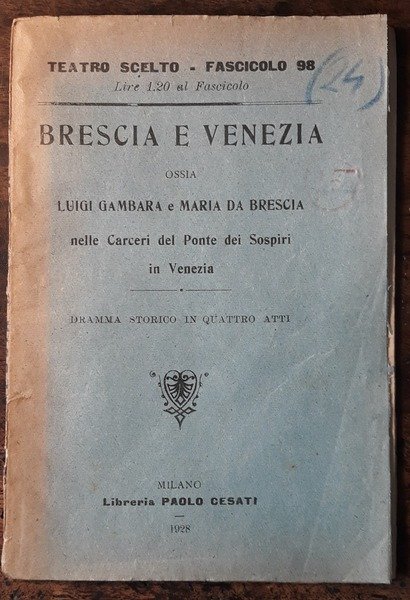 TEATRO SCELTO - FASCICOLO 98
Lire 1.20 al Fascicolo
(24)
BRESCIA E VENEZIA
OSSIA
LUIGI GAMBARA e MARIA DA BRESCIA
nelle Carceri del Ponte dei Sospiri
in Venezia
DRAMMA STORICO IN QUATTRO ATTI
MILANO
Libreria PAOLO CESATI
1928